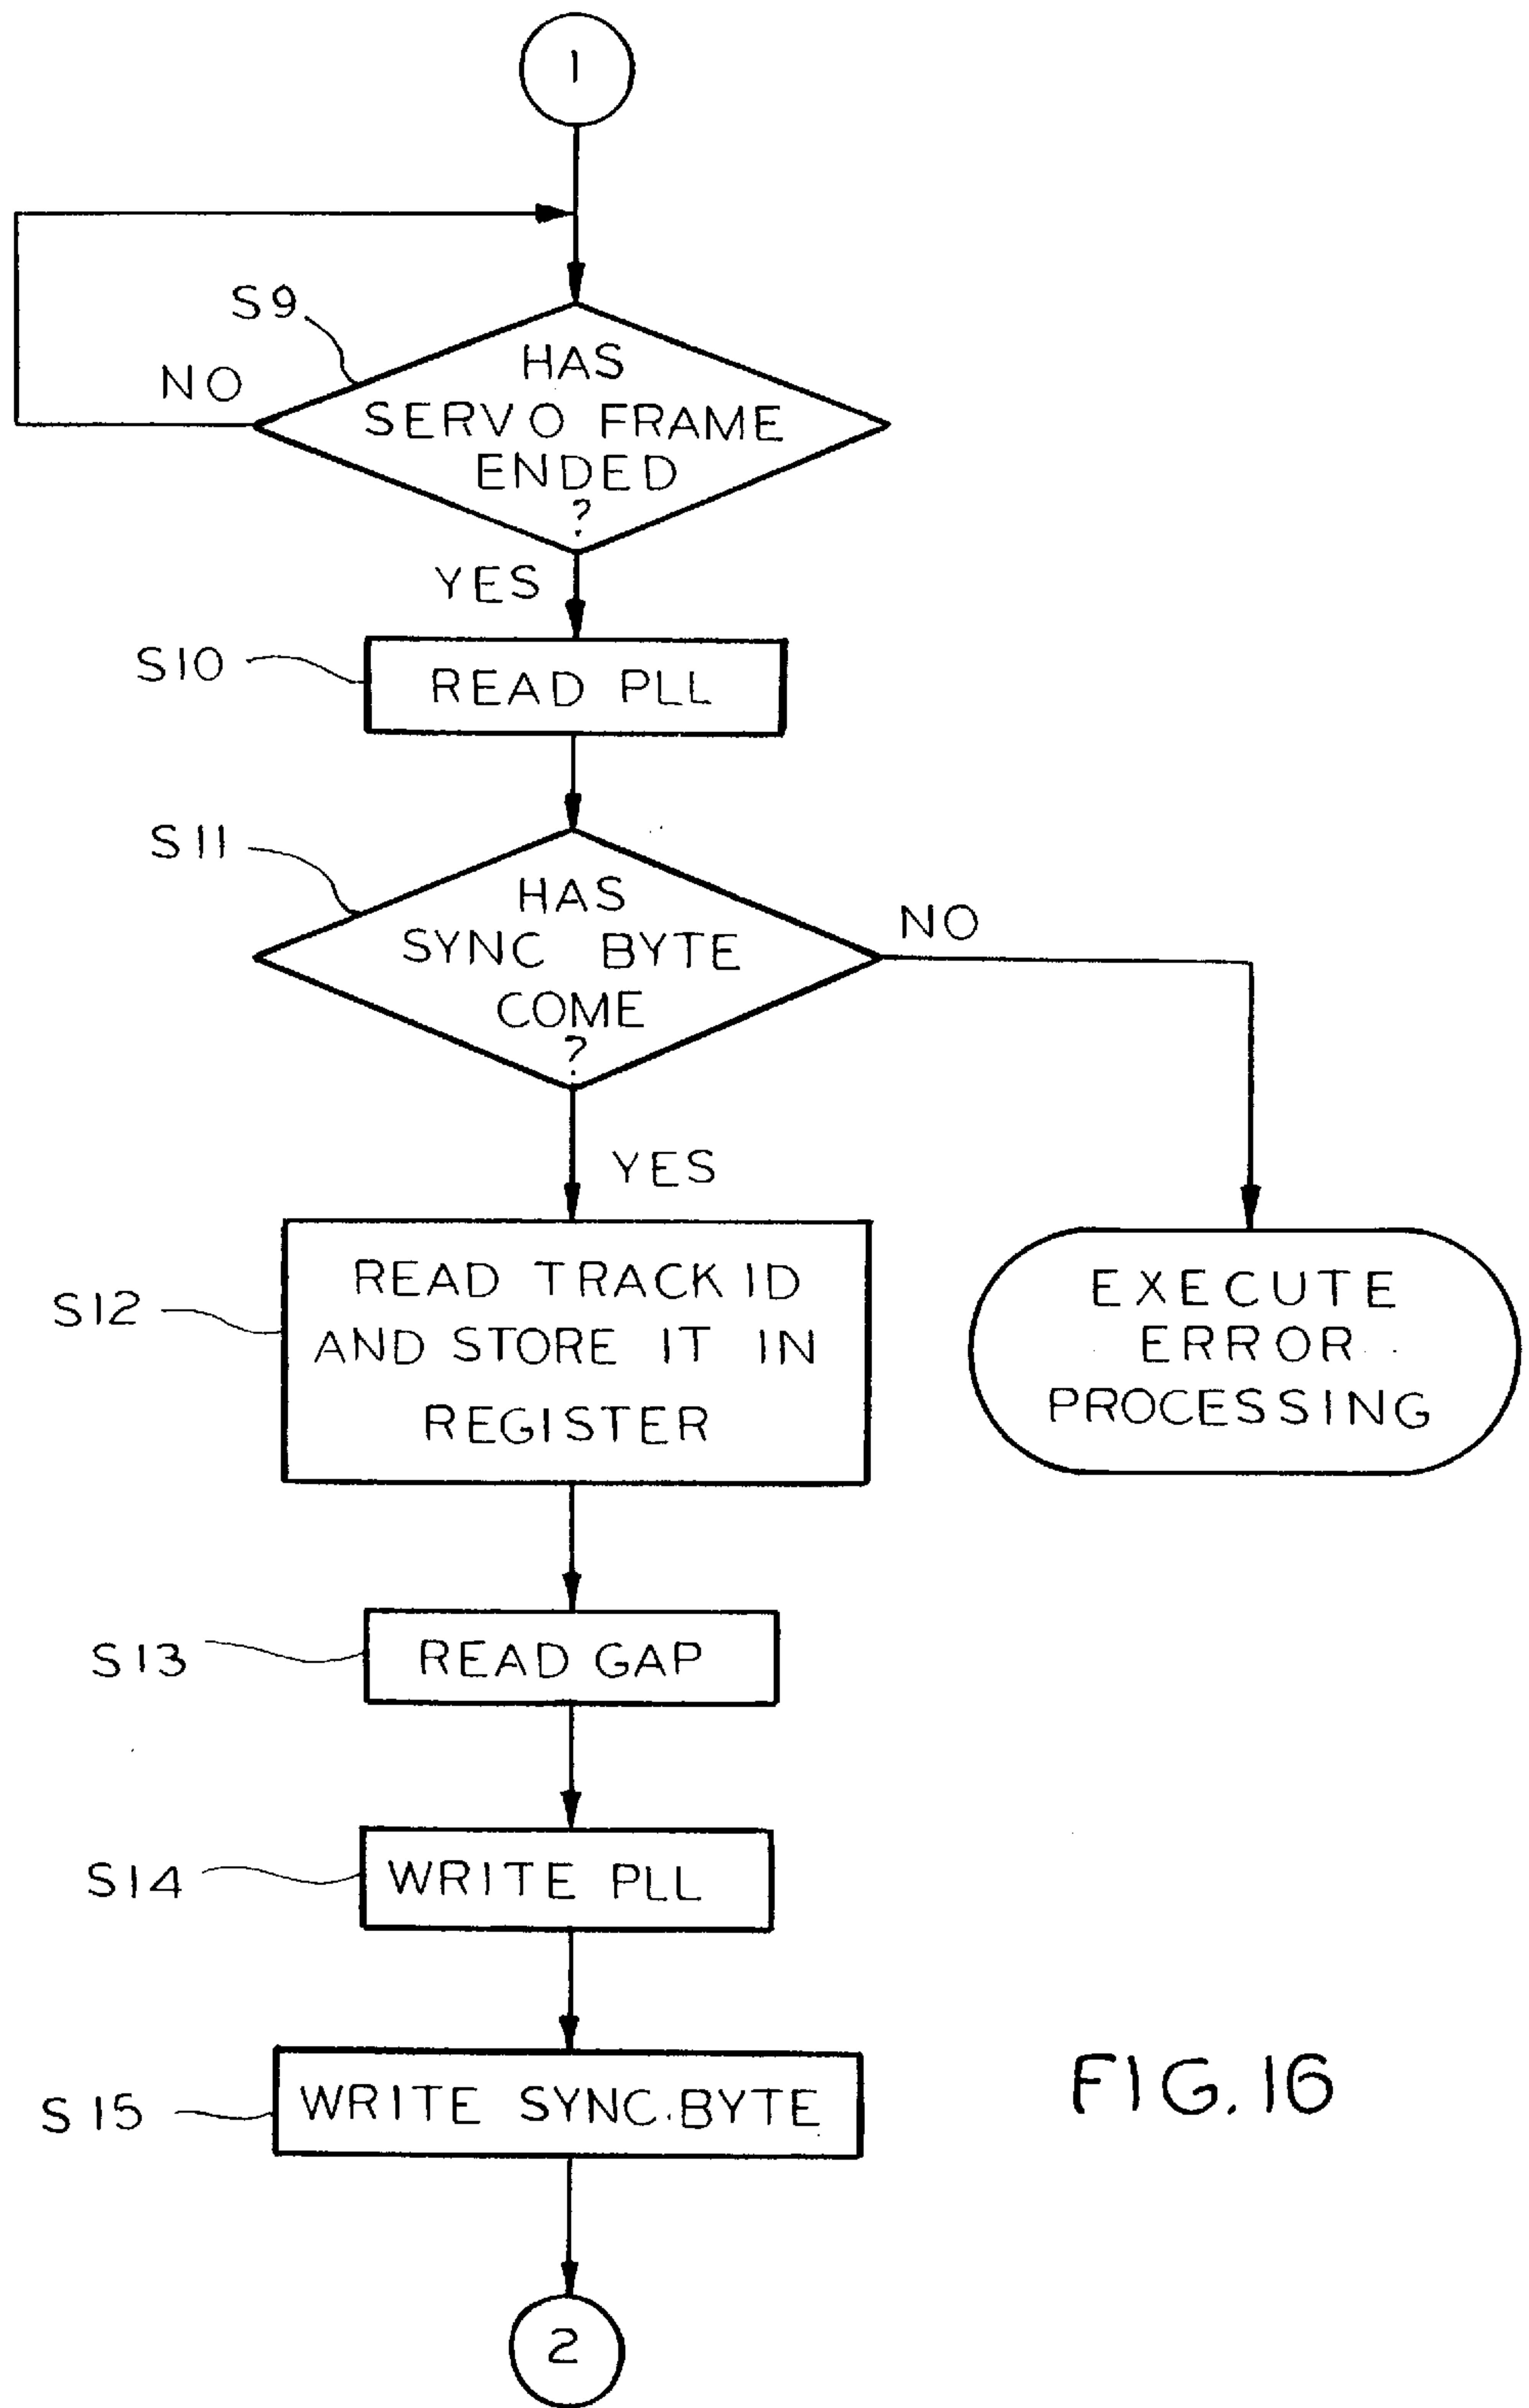 1
S9
NO
HAS
SERVO FRAME
ENDED
?
YES
S10
READ PLL
S11
HAS
SYNC BYTE
COME
?
NO
YES
S12
READ TRACK ID
AND STORE IT IN
REGISTER
EXECUTE
ERROR
PROCESSING
S13
READ GAP
S14
WRITE PLL
S15
WRITE SYNC.BYTE
2
FIG.16